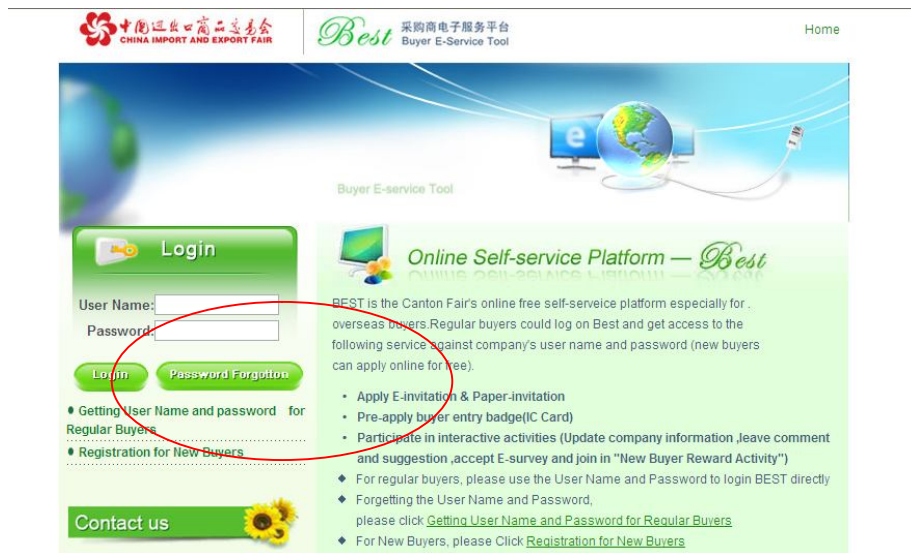 中国进出口商品交易会
CHINA IMPORT AND EXPORT FAIR
Best 采购商电子服务平台
Buyer E-Service Tool
Home
e
Buyer E-service Tool
Login
User Name:
Password:
Login Password Forgotton
Getting User Name and password for
Regular Buyers
Registration for New Buyers
Contact us
Online Self-service Platform — Best
BEST is the Canton Fair's online free self-serveice platform especially for .
overseas buyers.Regular buyers could log on Best and get access to the
following service against company's user name and password (new buyers
can apply online for free).
• Apply E-invitation & Paper-invitation
• Pre-apply buyer entry badge(IC Card)
• Participate in interactive activities (Update company information ,leave comment
and suggestion ,accept E-survey and join in "New Buyer Reward Activity")
◆ For regular buyers, please use the User Name and Password to login BEST directly
◆ Forgetting the User Name and Password,
please click Getting User Name and Password for Regular Buyers
◆ For New Buyers, please Click Registration for New Buyers